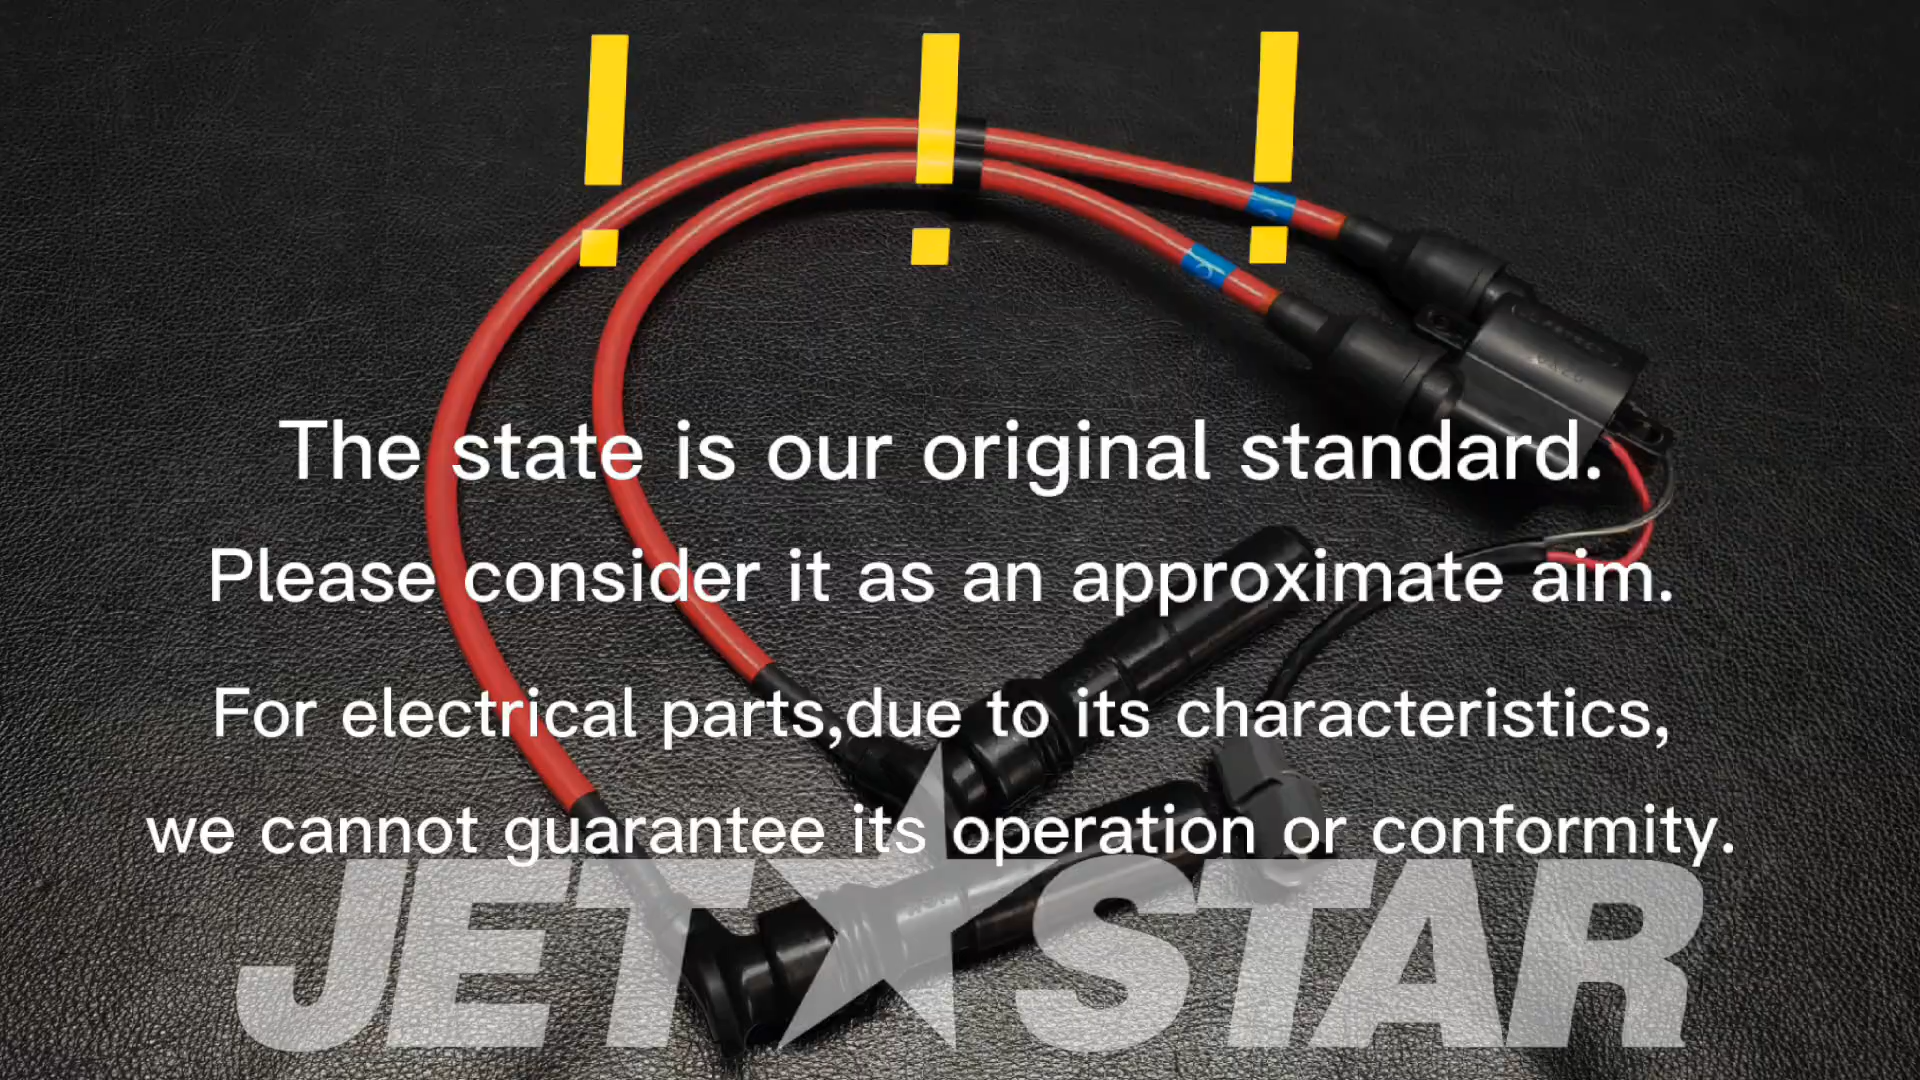 ! ! !
The state is our original standard.
Please consider it as an approximate aim.
For electrical parts,due to its characteristics,
we cannot guarantee its operation or conformity.
JET★STAR